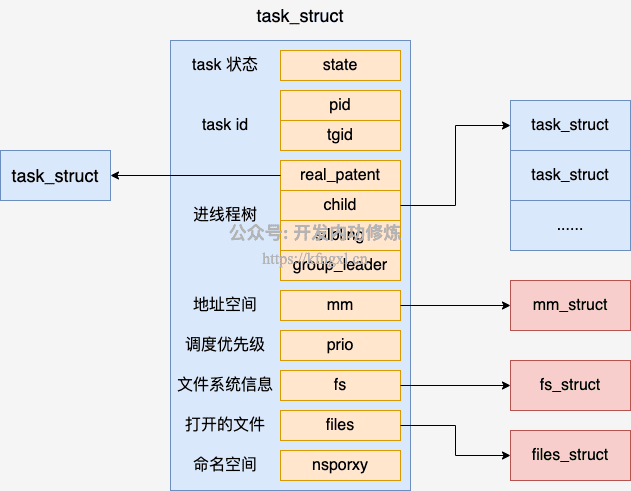 task_struct
task 状态
state
task id
pid
tgid
进线程树
real_patent
child
sibling
group_leader
地址空间
mm
调度优先级
prio
文件系统信息
fs
打开的文件
files
命名空间
nsporxy
task_struct
task_struct
task_struct
......
mm_struct
fs_struct
files_struct
公众号: 开发内功修炼
https://kfngxl.cn